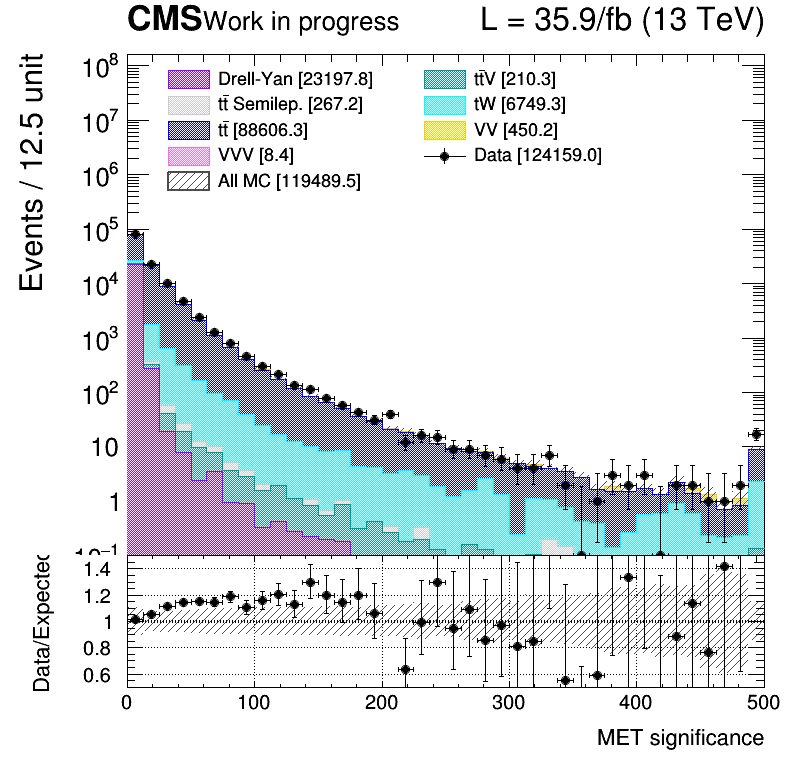 CMS Work in progress L = 35.9/fb (13 TeV)
Drell-Yan [23197.8]
tt̄ Semilep. [267.2]
tt̄ [88606.3]
VVV [8.4]
All MC [119489.5]
tt̄V [210.3]
tW [6749.3]
VV [450.2]
Data [124159.0]
Events / 12.5 unit
10⁸
10⁷
10⁶
10⁵
10⁴
10³
10²
10
1
10⁻¹
Data/Expected
1.4
1.2
1
0.8
0.6
0 100 200 300 400 500
MET significance